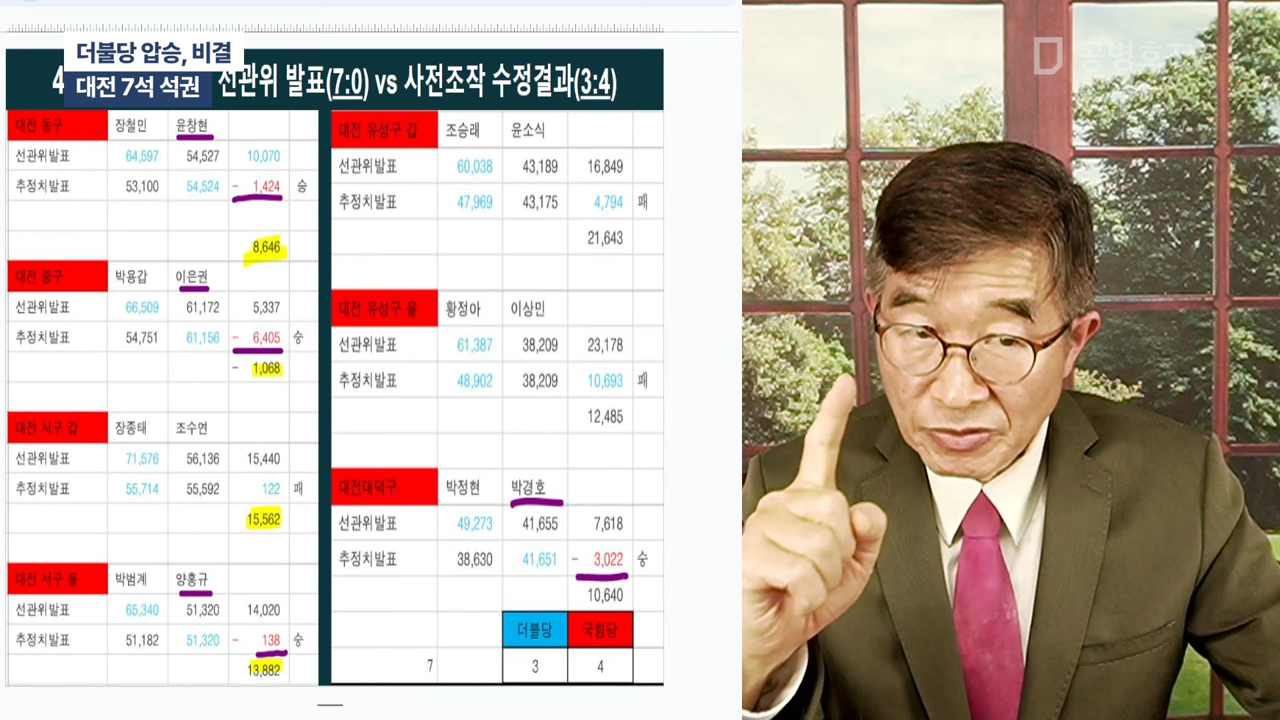 더불당 압승, 비결
대전 7석 석권
4
선관위 발표(7:0) vs 사전조작 수정결과(3:4)
대전 동구 장철민 윤창현
선관위발표 64,597 54,527 10,070
추정치발표 53,100 54,524 - 1,424 승
8,646
대전 중구 박용갑 이은권
선관위발표 66,509 61,172 5,337
추정치발표 54,751 61,156 - 6,405 승
- 1,068
대전 서구 갑 장종태 조수연
선관위발표 71,576 56,136 15,440
추정치발표 55,714 55,592 122 패
15,562
대전 서구 을 박범계 양홍규
선관위발표 65,340 51,320 14,020
추정치발표 51,182 51,320 - 138 승
13,882
대전 유성구 갑 조승래 윤소식
선관위발표 60,038 43,189 16,849
추정치발표 47,969 43,175 4,794 패
21,643
대전 유성구 을 황정아 이상민
선관위발표 61,387 38,209 23,178
추정치발표 48,902 38,209 10,693 패
12,485
대전대덕구 박정현 박경호
선관위발표 49,273 41,655 7,618
추정치발표 38,630 41,651 - 3,022 승
10,640
더불당 국힘당
7 3 4
공병호